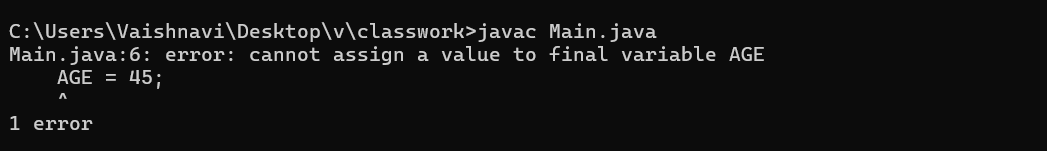 C:\Users\Vaishnavi\Desktop\v\classwork>javac Main.java
Main.java:6: error: cannot assign a value to final variable AGE
    AGE = 45;
    ^
1 error